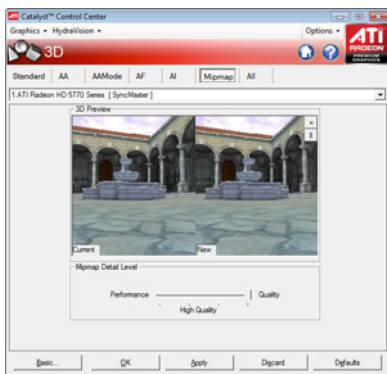 Catalyst™ Control Center
Graphics ▾ HydraVision ▾ Options ▾
3D
ATI
RADEON
PREMIUM
GRAPHICS
Standard AA AAMode AF AI Mipmap All
1.ATI Radeon HD 5770 Series [ SyncMaster ]
3D Preview
Current New
Mipmap Detail Level
Performance Quality
High Quality
Basic... OK Apply Discard Defaults